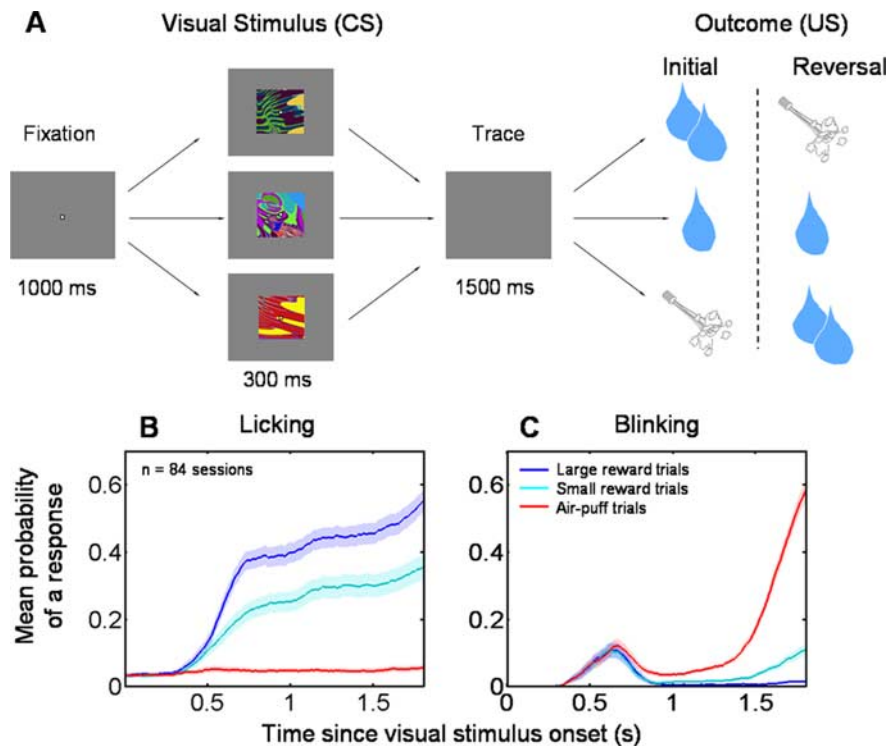 A
Visual Stimulus (CS)
Outcome (US)
Initial
Reversal
Fixation
Trace
1000 ms
1500 ms
300 ms
B Licking
C Blinking
n = 84 sessions
Large reward trials
Small reward trials
Air-puff trials
Mean probability
of a response
0.6
0.4
0.2
0
0.5
1
1.5
0.6
0.4
0.2
0
0
0.5
1
1.5
Time since visual stimulus onset (s)